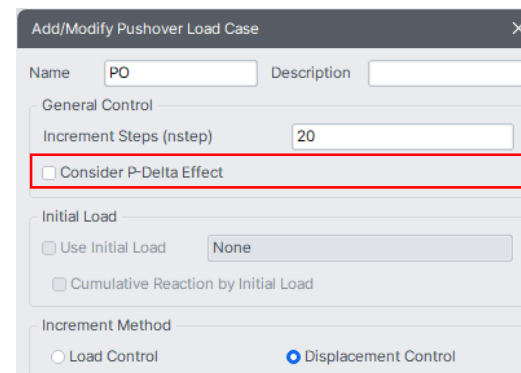 Add/Modify Pushover Load Case
Name PO Description
General Control
Increment Steps (nstep) 20
Consider P-Delta Effect
Initial Load
Use Initial Load None
Cumulative Reaction by Initial Load
Increment Method
Load Control Displacement Control